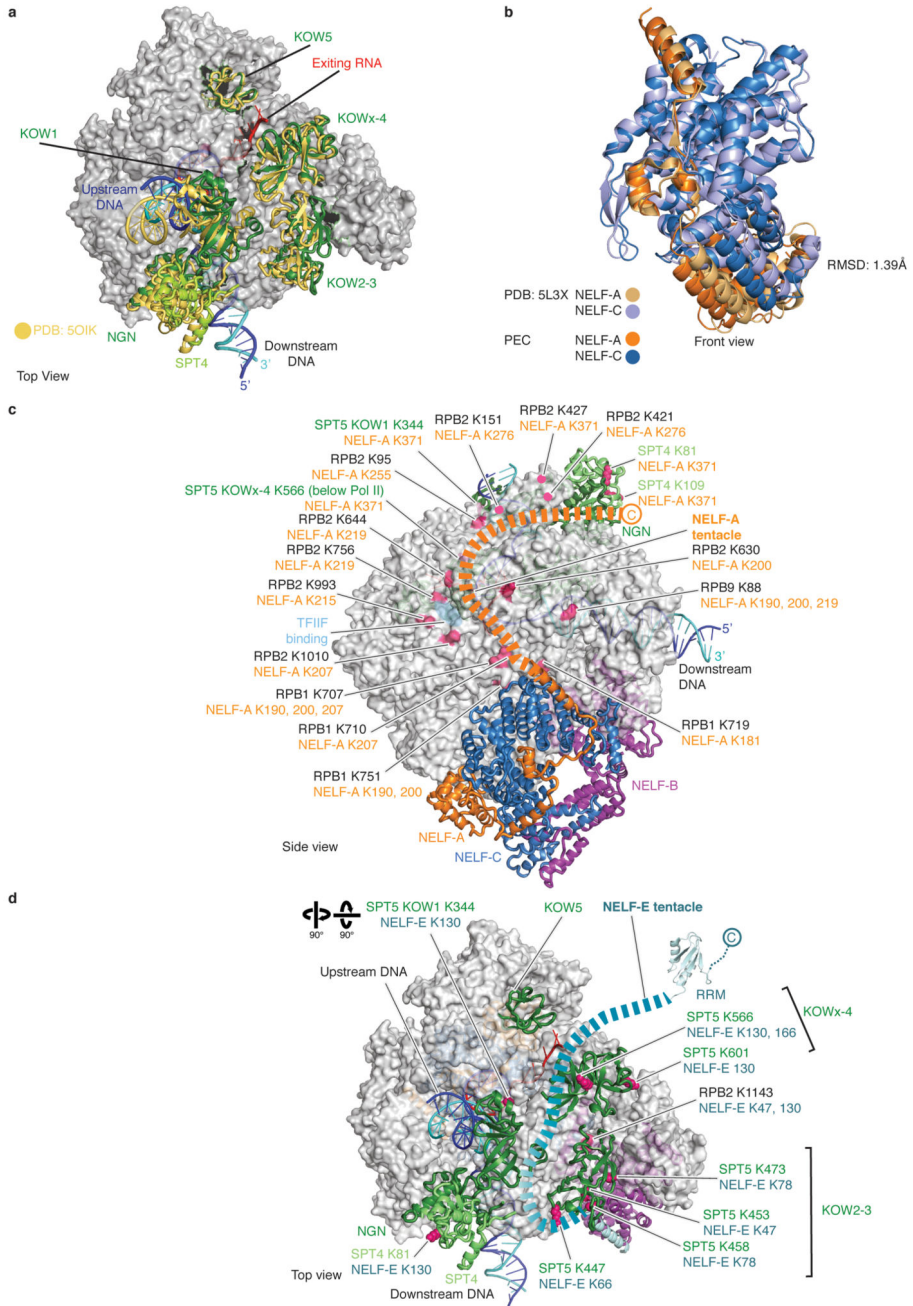 a
KOW5
Exiting RNA
KOWx-4
KOW1
Upstream
DNA
KOW2-3
PDB: 5OIK
NGN
SPT4
3'
5'
Downstream
DNA
Top View
b
RMSD: 1.39Å
PDB: 5L3X NELF-A
NELF-C
PEC NELF-A
NELF-C
Front view
c
SPT5 KOW1 K344
NELF-A K371
RPB2 K151
NELF-A K276
RPB2 K427
NELF-A K371
RPB2 K421
NELF-A K276
RPB2 K95
NELF-A K255
SPT4 K81
NELF-A K371
SPT5 KOWx-4 K566 (below Pol II)
NELF-A K371
SPT4 K109
NELF-A K371
C
NGN
RPB2 K644
NELF-A K219
NELF-A
tentacle
RPB2 K756
NELF-A K219
RPB2 K630
NELF-A K200
RPB2 K993
NELF-A K215
RPB9 K88
NELF-A K190, 200, 219
TFIIF
binding
5'
3'
Downstream
DNA
RPB2 K1010
NELF-A K207
RPB1 K707
NELF-A K190, 200, 207
RPB1 K719
NELF-A K181
RPB1 K710
NELF-A K207
RPB1 K751
NELF-A K190, 200
NELF-B
NELF-A
NELF-C
Side view
d
90° 90°
SPT5 KOW1 K344
NELF-E K130
KOW5
NELF-E tentacle
C
Upstream DNA
RRM
KOWx-4
SPT5 K566
NELF-E K130, 166
SPT5 K601
NELF-E 130
RPB2 K1143
NELF-E K47, 130
SPT5 K473
NELF-E K78
KOW2-3
SPT5 K453
NELF-E K47
SPT5 K458
NELF-E K78
NGN
SPT4 K81
NELF-E K130
SPT4
SPT5 K447
NELF-E K66
Top view
Downstream DNA